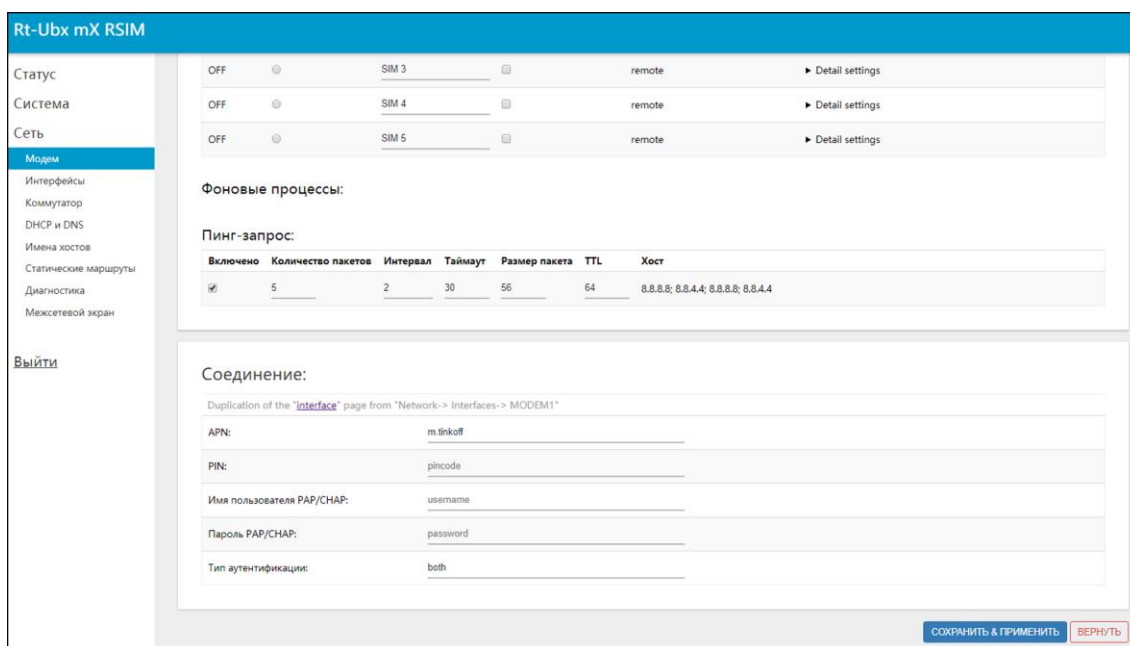 Rt-Ubx mX RSIM
Статус
Система
Сеть
Модем
Интерфейсы
Коммутатор
DHCP и DNS
Имена хостов
Статические маршруты
Диагностика
Межсетевой экран
Выйти
OFF SIM 3 remote ► Detail settings
OFF SIM 4 remote ► Detail settings
OFF SIM 5 remote ► Detail settings
Фоновые процессы:
Пинг-запрос:
Включено Количество пакетов Интервал Таймаут Размер пакета TTL Хост
5 2 30 56 64 8.8.8.8; 8.8.4.4; 8.8.8.8; 8.8.4.4
Соединение:
Duplication of the "interface" page from "Network-> Interfaces-> MODEM1"
APN: m.tinkoff
PIN: pincode
Имя пользователя PAP/CHAP: username
Пароль PAP/CHAP: password
Тип аутентификации: both
СОХРАНИТЬ & ПРИМЕНИТЬ ВЕРНУТЬ